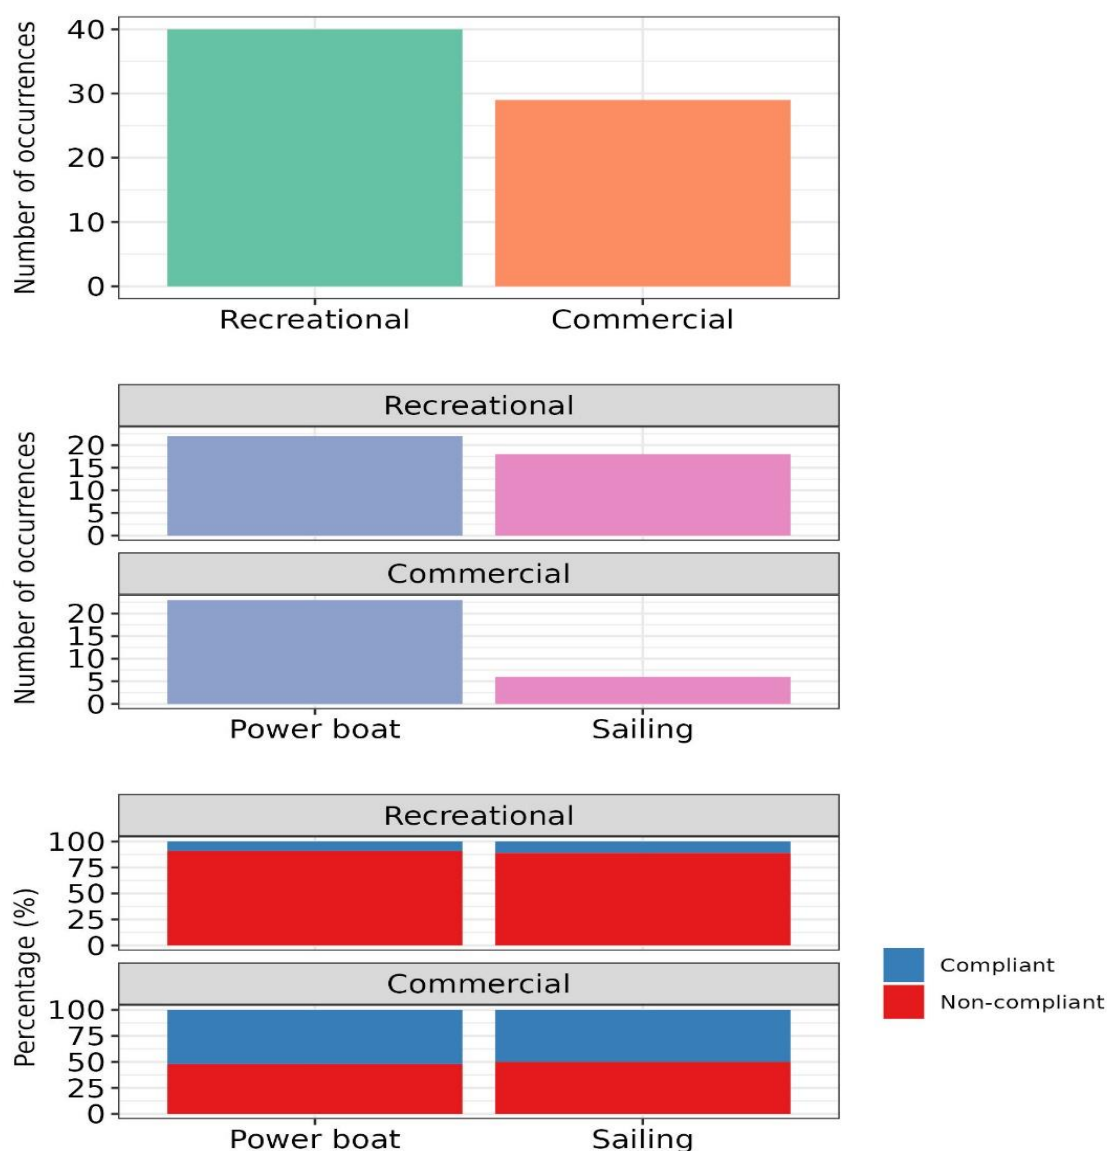 Number of occurrences
40
30
20
10
0
Recreational Commercial
Number of occurrences
Recreational
20
15
10
5
0
Commercial
20
15
10
5
0
Power boat Sailing
Percentage (%)
Recreational
100
75
50
25
0
Commercial
100
75
50
25
0
Power boat Sailing
Compliant
Non-compliant